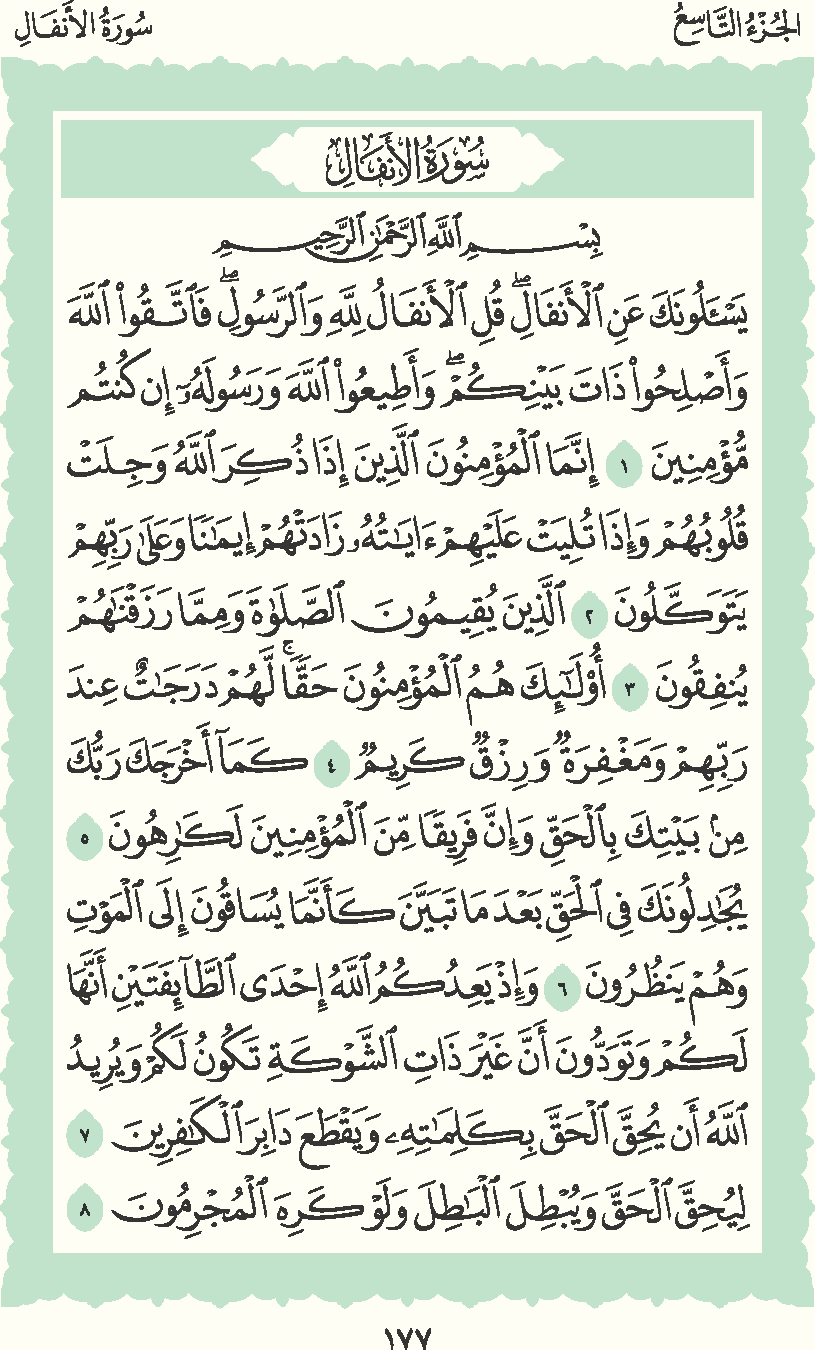 الجُزْءُ التَّاسِعُ
سُورَةُ الأَنفَالِ
سُورَةُ الأَنفَالِ
بِسْمِ ٱللَّهِ ٱلرَّحْمَٰنِ ٱلرَّحِيمِ
يَسْـَٔلُونَكَ عَنِ ٱلْأَنفَالِۖ قُلِ ٱلْأَنفَالُ لِلَّهِ وَٱلرَّسُولِۖ فَٱتَّقُوا۟ ٱللَّهَ
وَأَصْلِحُوا۟ ذَاتَ بَيْنِكُمْۖ وَأَطِيعُوا۟ ٱللَّهَ وَرَسُولَهُۥٓ إِن كُنتُم
مُّؤْمِنِينَ ١ إِنَّمَا ٱلْمُؤْمِنُونَ ٱلَّذِينَ إِذَا ذُكِرَ ٱللَّهُ وَجِلَتْ
قُلُوبُهُمْ وَإِذَا تُلِيَتْ عَلَيْهِمْ ءَايَٰتُهُۥ زَادَتْهُمْ إِيمَٰنًا وَعَلَىٰ رَبِّهِمْ
يَتَوَكَّلُونَ ٢ ٱلَّذِينَ يُقِيمُونَ ٱلصَّلَوٰةَ وَمِمَّا رَزَقْنَٰهُمْ
يُنفِقُونَ ٣ أُو۟لَٰٓئِكَ هُمُ ٱلْمُؤْمِنُونَ حَقًّاۚ لَّهُمْ دَرَجَٰتٌ عِندَ
رَبِّهِمْ وَمَغْفِرَةٌ وَرِزْقٌ كَرِيمٌ ٤ كَمَآ أَخْرَجَكَ رَبُّكَ
مِنۢ بَيْتِكَ بِٱلْحَقِّ وَإِنَّ فَرِيقًا مِّنَ ٱلْمُؤْمِنِينَ لَكَٰرِهُونَ ٥
يُجَٰدِلُونَكَ فِى ٱلْحَقِّ بَعْدَ مَا تَبَيَّنَ كَأَنَّمَا يُسَاقُونَ إِلَى ٱلْمَوْتِ
وَهُمْ يَنظُرُونَ ٦ وَإِذْ يَعِدُكُمُ ٱللَّهُ إِحْدَى ٱلطَّآئِفَتَيْنِ أَنَّهَا
لَكُمْ وَتَوَدُّونَ أَنَّ غَيْرَ ذَاتِ ٱلشَّوْكَةِ تَكُونُ لَكُمْ وَيُرِيدُ
ٱللَّهُ أَن يُحِقَّ ٱلْحَقَّ بِكَلِمَٰتِهِۦ وَيَقْطَعَ دَابِرَ ٱلْكَٰفِرِينَ ٧
لِيُحِقَّ ٱلْحَقَّ وَيُبْطِلَ ٱلْبَٰطِلَ وَلَوْ كَرِهَ ٱلْمُجْرِمُونَ ٨
١٧٧